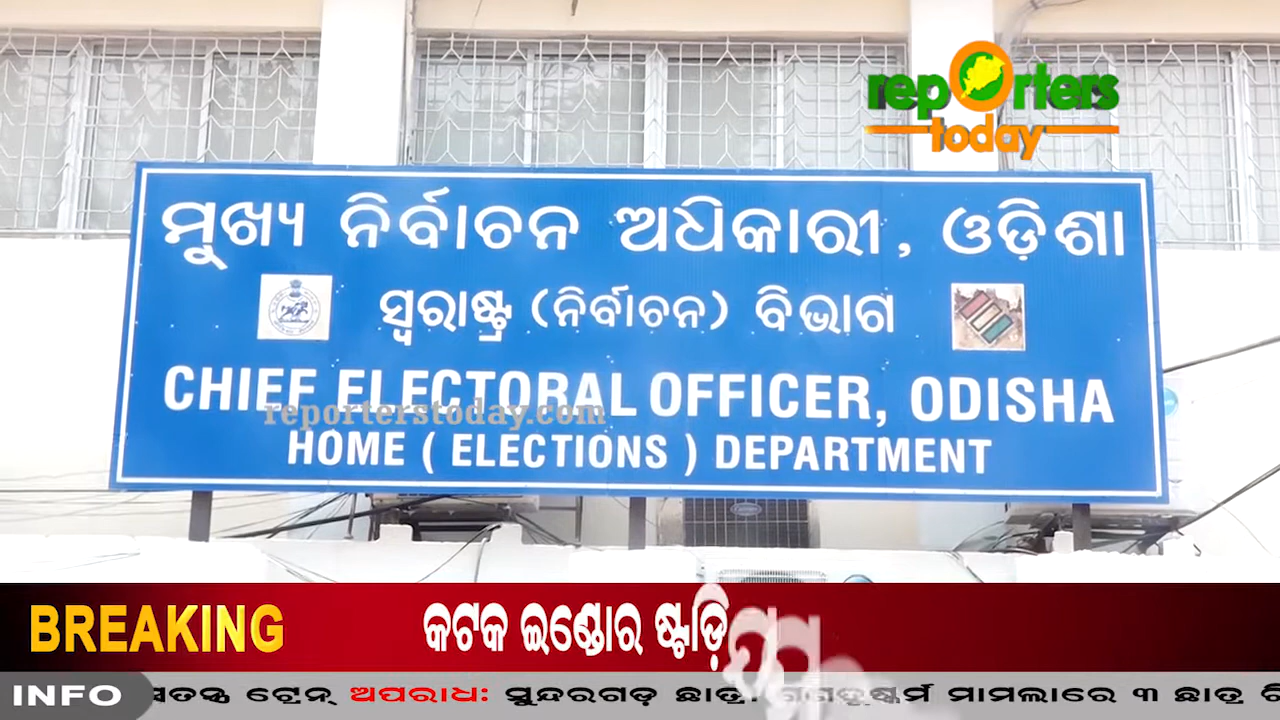 reporters
today
ମୁଖ୍ୟ ନିର୍ବାଚନ ଅଧିକାରୀ, ଓଡ଼ିଶା
ସ୍ୱରାଷ୍ଟ୍ର (ନିର୍ବାଚନ) ବିଭାଗ
CHIEF ELECTORAL OFFICER, ODISHA
reporterstoday.com
HOME ( ELECTIONS ) DEPARTMENT
BREAKING କଟକ ଇଣ୍ଡୋର ଷ୍ଟାଡ଼ି
INFO ସ୍ୱତନ୍ତ୍ର ଟ୍ରେନ୍ ଅପରାଧ: ସୁନ୍ଦରଗଡ଼ ଛାତ୍ରୀ ମାମଲାରେ ୩ ଛାତ୍ର